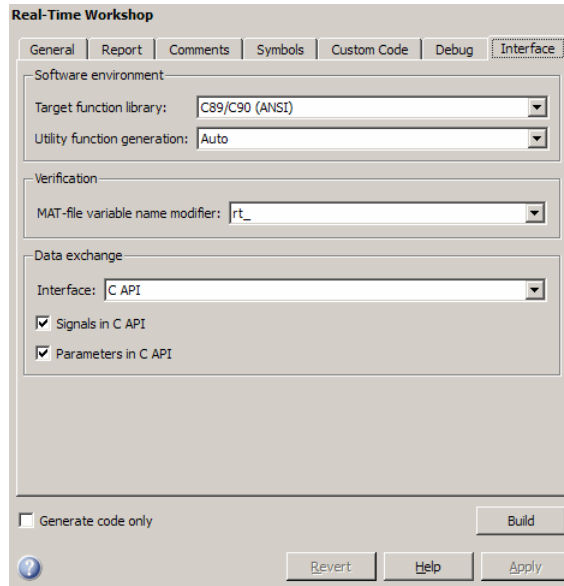 Real-Time Workshop
General Report Comments Symbols Custom Code Debug Interface
Software environment
Target function library: C89/C90 (ANSI)
Utility function generation: Auto
Verification
MAT-file variable name modifier: rt_
Data exchange
Interface: C API
Signals in C API
Parameters in C API
Generate code only Build
? Revert Help Apply